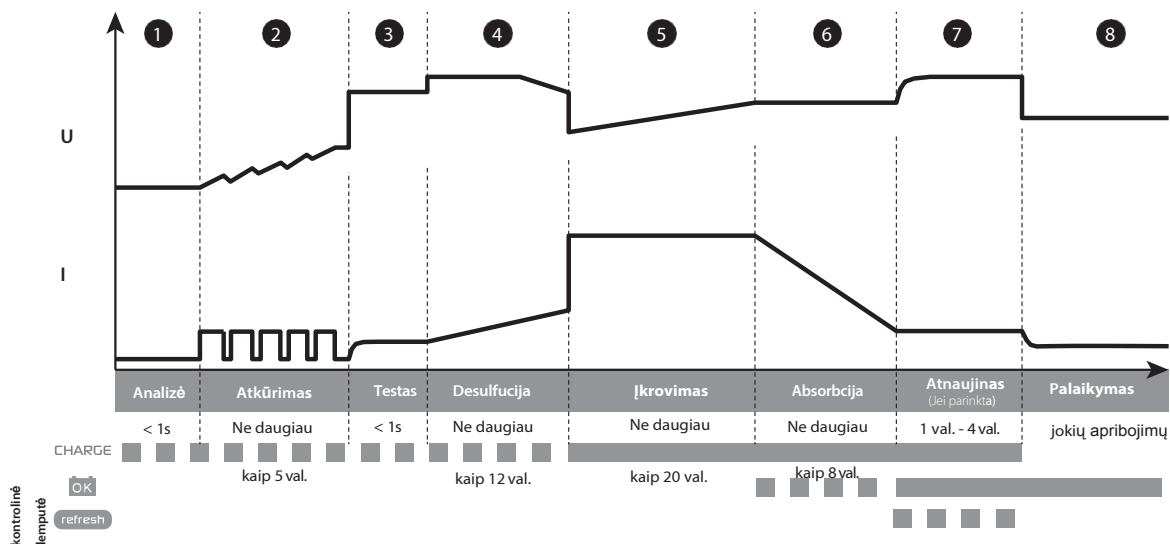 1 2 3 4 5 6 7 8
U
I
Analizė Atkūrimas Testas Desulfucija Įkrovimas Absorbcija Atnaujinas Palaikymas
(Jei parinkta)
< 1s Ne daugiau < 1s Ne daugiau Ne daugiau Ne daugiau 1 val. - 4 val. jokių apribojimų
CHARGE
kaip 5 val. kaip 12 val. kaip 20 val. kaip 8 val.
OK
refresh
kontrolinė
lemputė